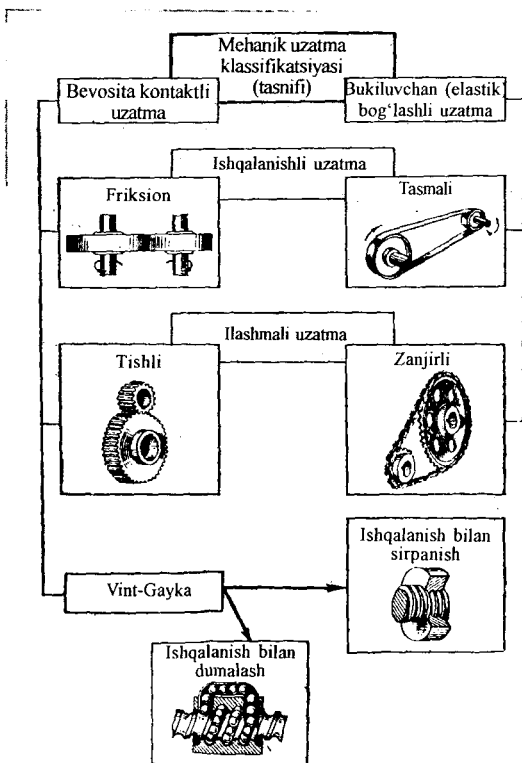 Mehanik uzatma
klassifikatsiyasi
(tasnifi)
Bevosita kontaktli
uzatma
Bukiluvchan (elastik)
bog‘lashli uzatma
Ishqalanishli uzatma
Friksion
Tasmali
Ilashmali uzatma
Tishli
Zanjirli
Vint-Gayka
Ishqalanish bilan
sirpanish
Ishqalanish bilan
dumalash